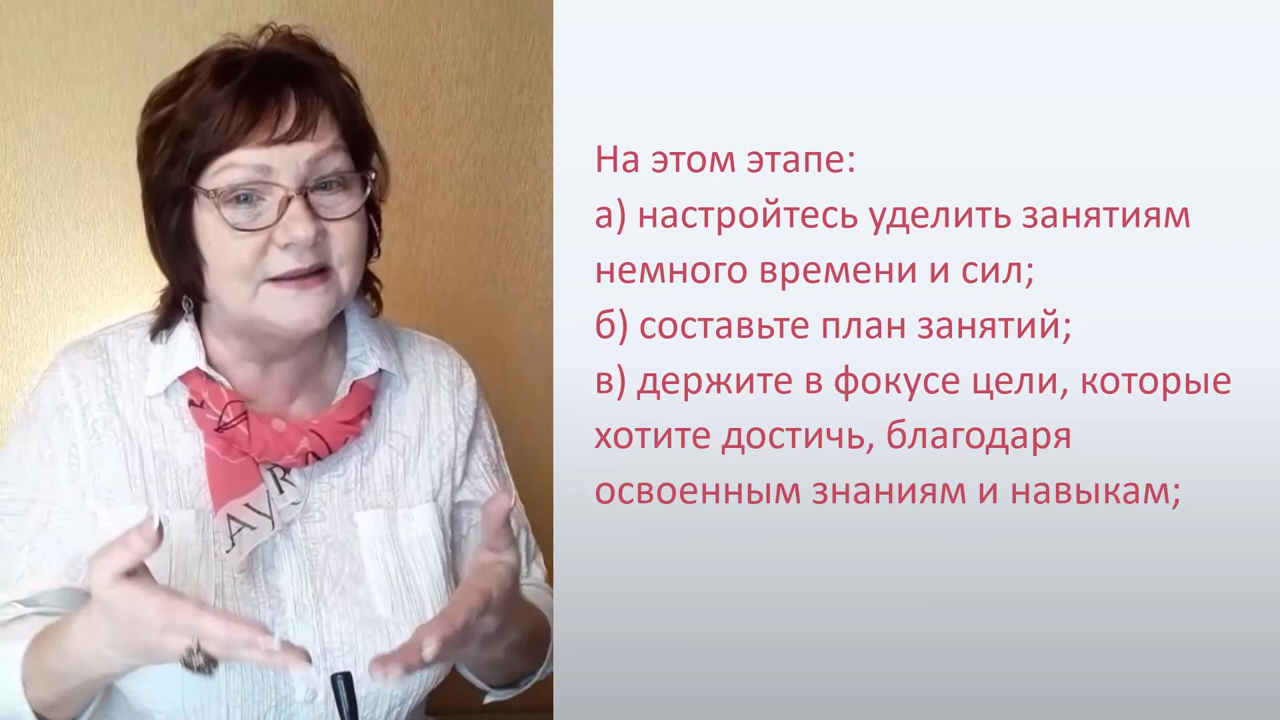 На этом этапе:
а) настройтесь уделить занятиям
немного времени и сил;
б) составьте план занятий;
в) держите в фокусе цели, которые
хотите достичь, благодаря
освоенным знаниям и навыкам;